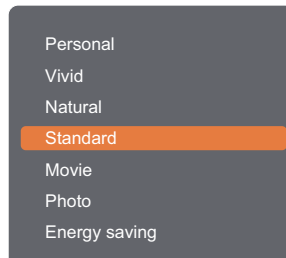 Personal
Vivid
Natural
Standard
Movie
Photo
Energy saving